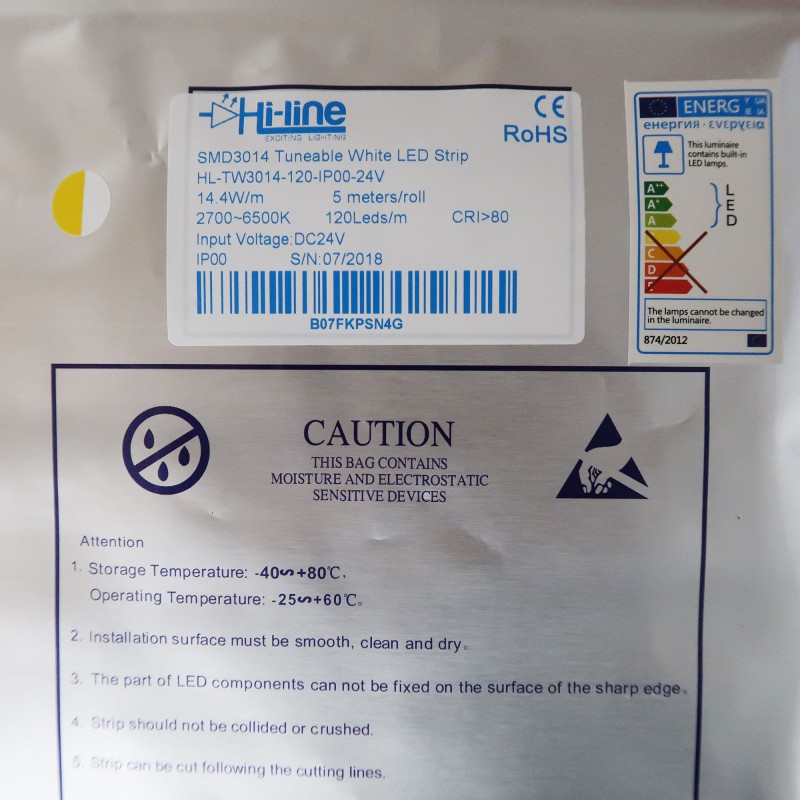 Hi-line
EXCITING LIGHTING
CE
RoHS
SMD3014 Tuneable White LED Strip
HL-TW3014-120-IP00-24V
14.4W/m 5 meters/roll
2700~6500K 120Leds/m CRI>80
Input Voltage:DC24V
IP00 S/N:07/2018
B07FKPSN4G
ENERG Y UA
IE IA
енергия · ενεργεια
This luminaire
contains built-in
LED lamps.
A++
A+
A
B
C
D
E
L
E
D
The lamps cannot be changed
in the luminaire.
874/2012
CAUTION
THIS BAG CONTAINS
MOISTURE AND ELECTROSTATIC
SENSITIVE DEVICES
Attention
1. Storage Temperature: -40∽+80℃,
Operating Temperature: -25∽+60℃。
2. Installation surface must be smooth, clean and dry。
3. The part of LED components can not be fixed on the surface of the sharp edge。
4. Strip should not be collided or crushed.
5. Strip can be cut following the cutting lines.